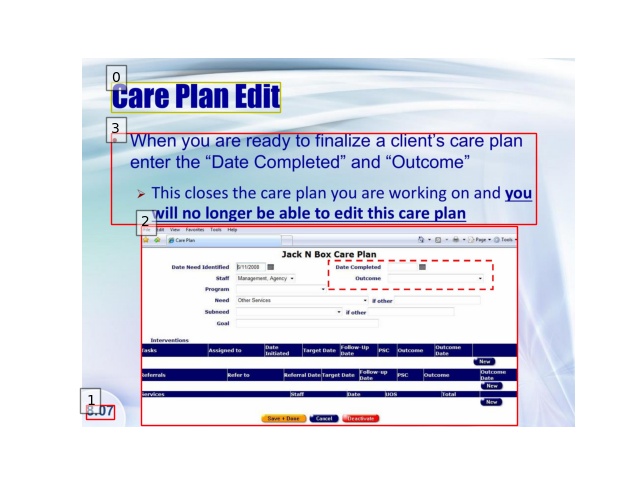 0
Care Plan Edit
3
When you are ready to finalize a client's care plan
enter the "Date Completed" and "Outcome"
➢ This closes the care plan you are working on and you
will no longer be able to edit this care plan
2
Edit View Favorites Tools Help
Care Plan Page Tools
Jack N Box Care Plan
Date Need Identified 5/11/2008 Date Completed
Staff Management, Agency Outcome
Program
Need Other Services if other
Subneed if other
Goal
Interventions
Tasks Assigned to Date Initiated Target Date Follow-Up Date PSC Outcome Outcome Date
New
Referrals Refer to Referral Date Target Date Follow-up Date PSC Outcome Outcome Date
New
Services Staff Date UOS Total
New
Save + Done Cancel Deactivate
1
8.07